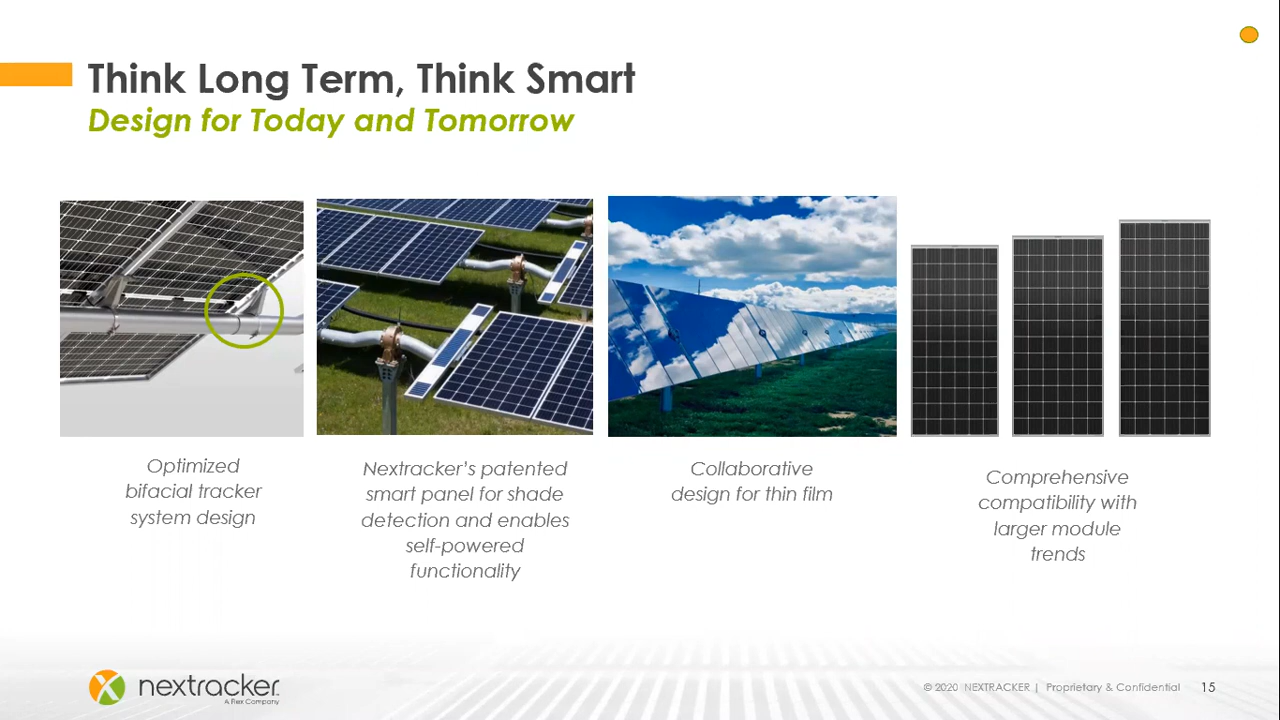 Think Long Term, Think Smart
Design for Today and Tomorrow
Optimized
bifacial tracker
system design
Nextracker’s patented
smart panel for shade
detection and enables
self-powered
functionality
Collaborative
design for thin film
Comprehensive
compatibility with
larger module
trends
nextracker
A Flex Company
© 2020 NEXTRACKER | Proprietary & Confidential 15